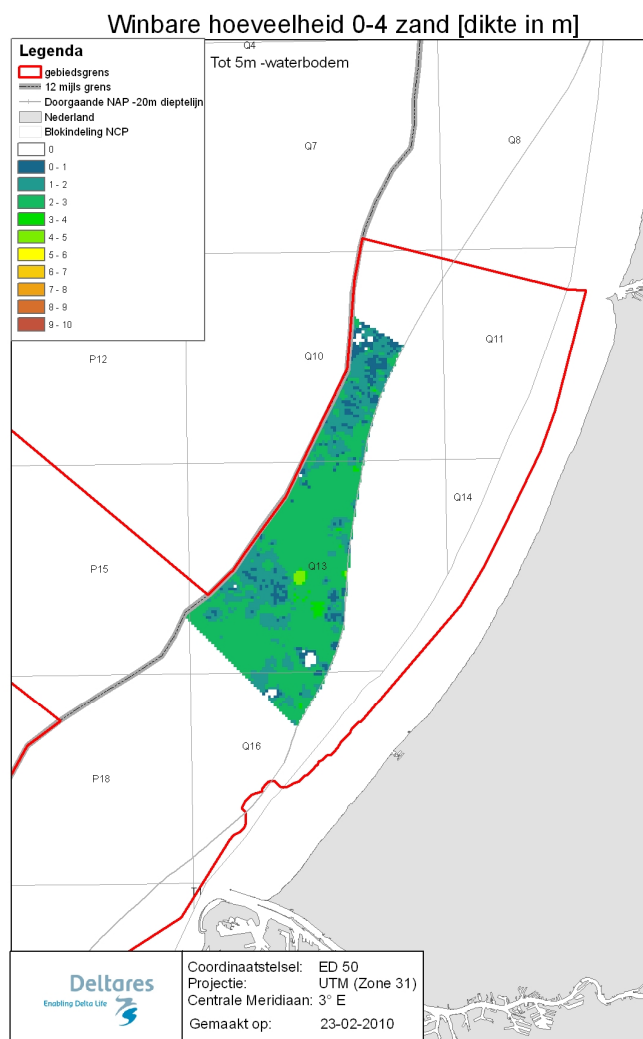 Winbare hoeveelheid 0-4 zand [dikte in m]
Legenda
gebiedsgrens
12 mijls grens
Doorgaande NAP -20m dieptelijn
Nederland
Blokindeling NCP
0
0 - 1
1 - 2
2 - 3
3 - 4
4 - 5
5 - 6
6 - 7
7 - 8
8 - 9
9 - 10
Q4
Tot 5m -waterbodem
Q7
Q8
P12
Q10
Q11
Q14
P15
Q13
Q16
P18
T1
Deltares
Enabling Delta Life
Coordinaatstelsel: ED 50
Projectie: UTM (Zone 31)
Centrale Meridiaan: 3° E
Gemaakt op: 23-02-2010